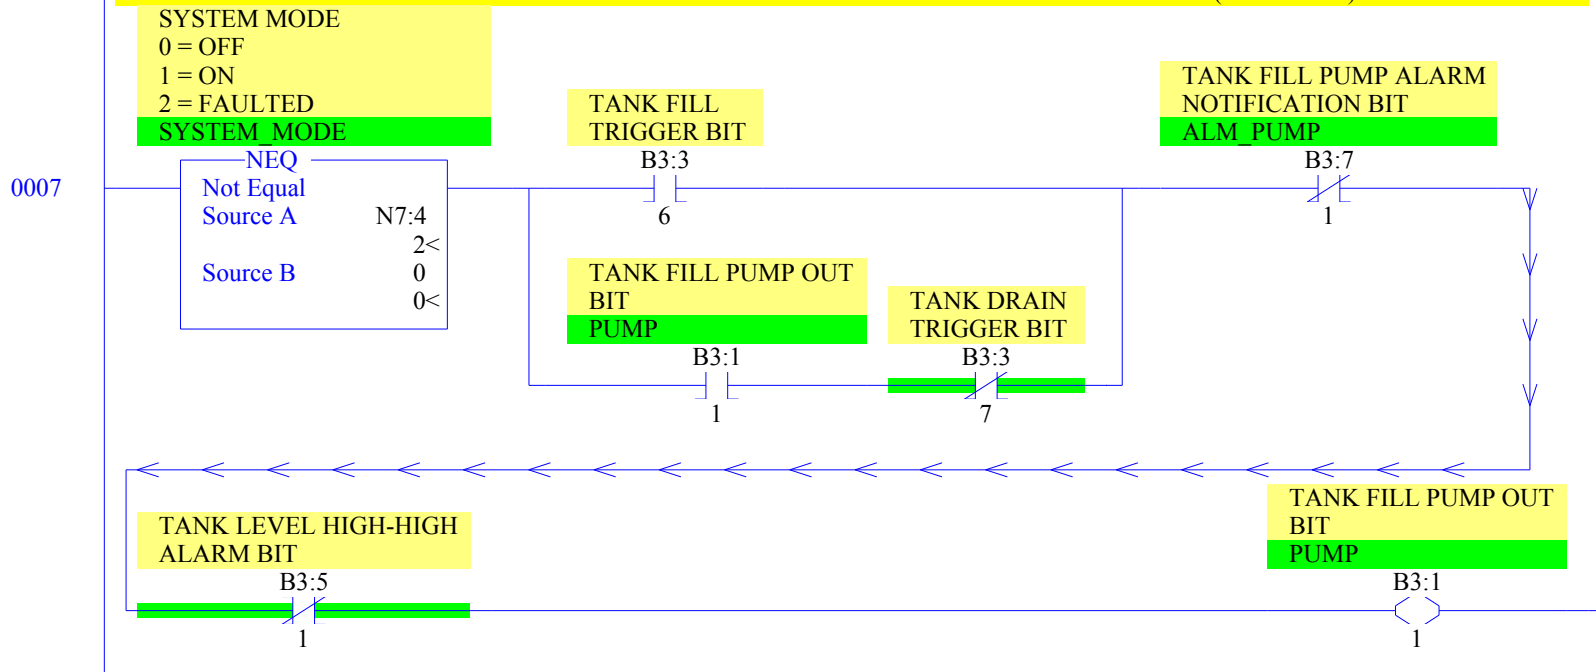 SYSTEM MODE
0 = OFF
1 = ON
2 = FAULTED
SYSTEM_MODE
NEQ
Not Equal
Source A N7:4
2<
Source B 0
0<
0007
TANK FILL
TRIGGER BIT
B3:3
6
TANK FILL PUMP OUT
BIT
PUMP
B3:1
1
TANK DRAIN
TRIGGER BIT
B3:3
7
TANK FILL PUMP ALARM
NOTIFICATION BIT
ALM_PUMP
B3:7
1
TANK LEVEL HIGH-HIGH
ALARM BIT
B3:5
1
TANK FILL PUMP OUT
BIT
PUMP
B3:1
1